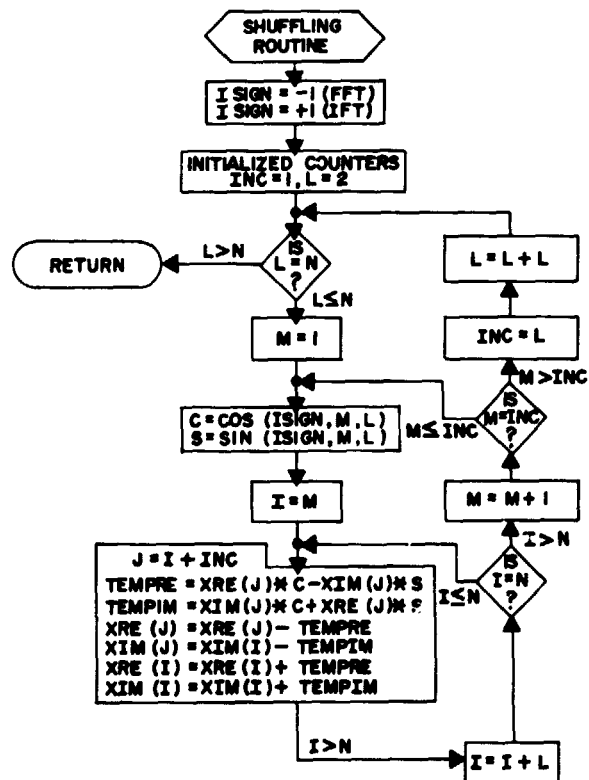 SHUFFLING
ROUTINE
I SIGN = -1 (FFT)
I SIGN = +1 (IFT)
INITIALIZED COUNTERS
INC = 1, L = 2
IS
L = N
?
L>N
RETURN
L≤N
L = L + L
M = 1
INC = L
M>INC
C = COS (ISIGN, M, L)
S = SIN (ISIGN, M, L)
M≤INC
IS
M=INC
?
I = M
M = M + 1
I>N
J = I + INC
TEMPRE = XRE (J)* C - XIM (J)* S
TEMPIM = XIM(J)* C + XRE (J)* S
XRE (J) = XRE (J) - TEMPRE
XIM (J) = XIM(I) - TEMPIM
XRE (I) = XRE(I) + TEMPRE
XIM (I) = XIM(I) + TEMPIM
I≤N
IS
I=N
?
I>N
I = I + L